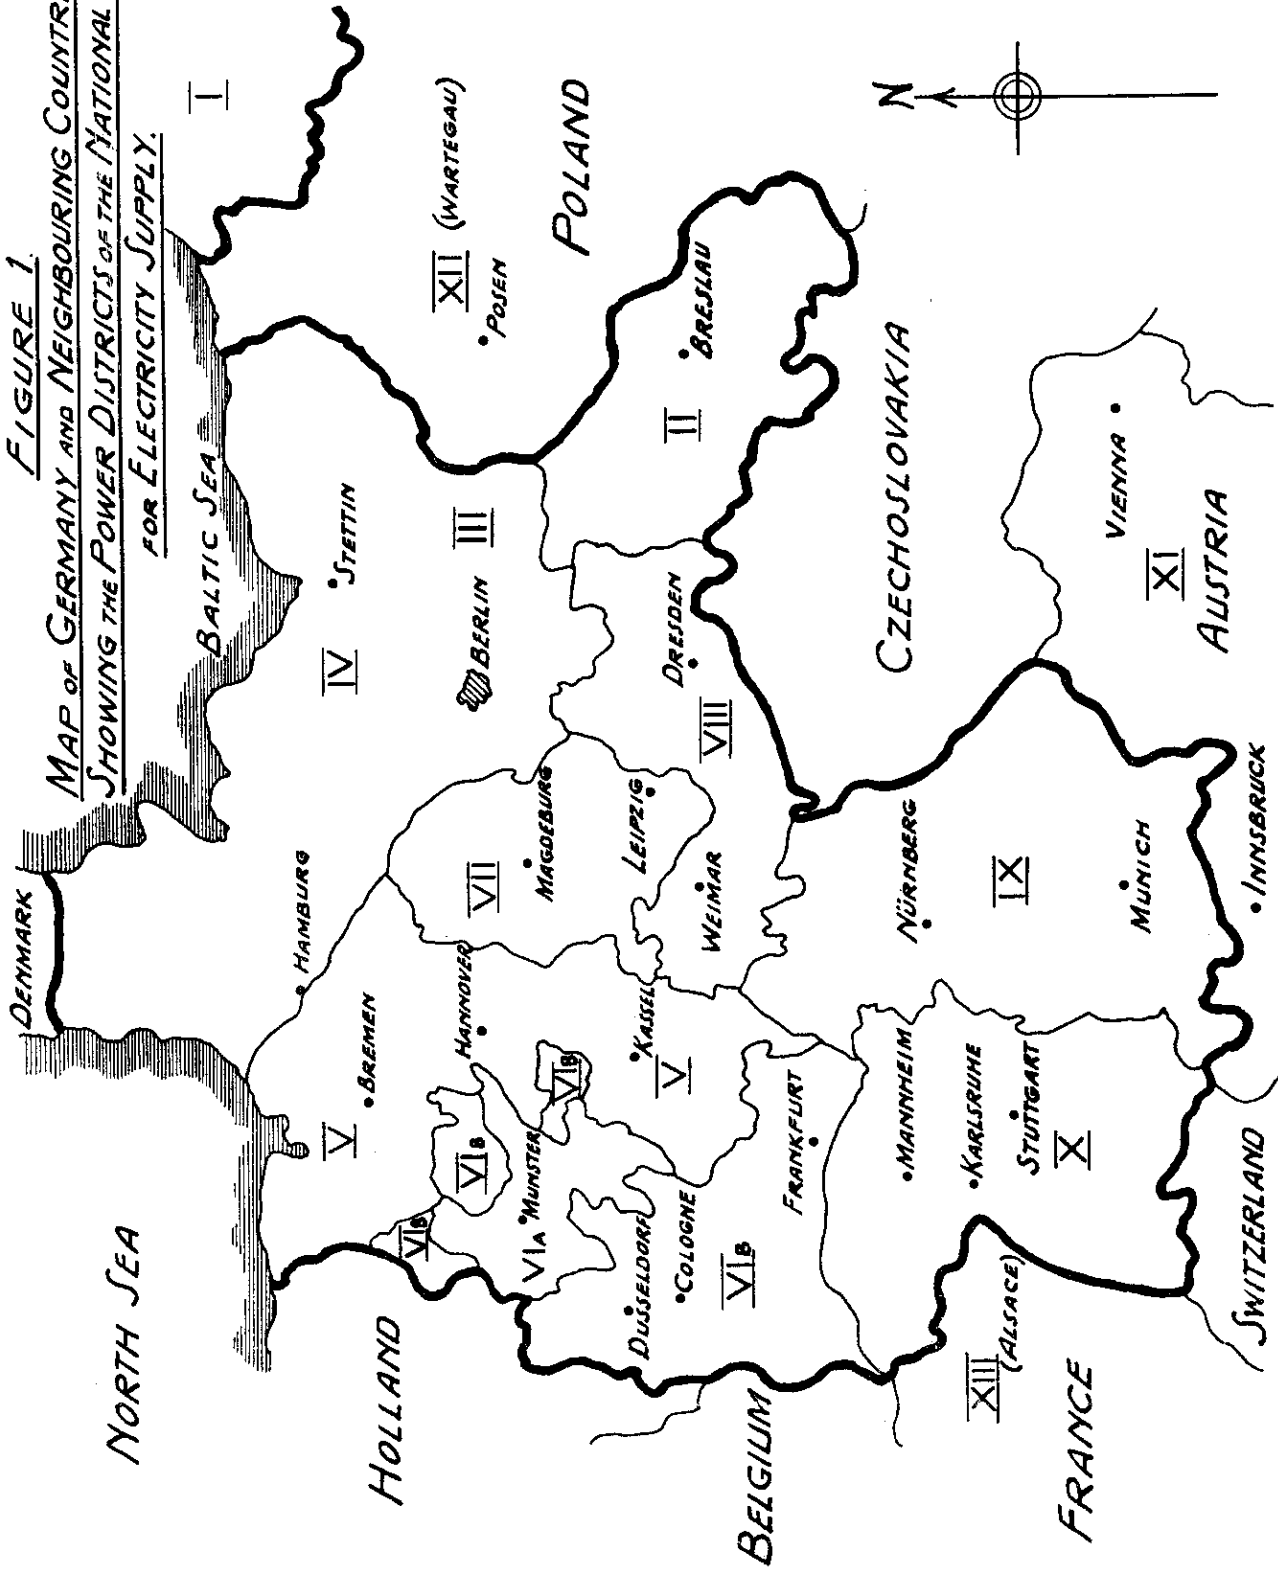 FIGURE 1.
MAP OF GERMANY AND NEIGHBOURING COUNTR
SHOWING THE POWER DISTRICTS OF THE NATIONAL
FOR ELECTRICITY SUPPLY.
DENMARK
NORTH SEA
BALTIC SEA
I
HAMBURG
STETTIN
IV
BREMEN
V
HOLLAND
XII (WARTEGAU)
POSEN
POLAND
III
BERLIN
VII
MAGDEBURG
HANNOVER
VIB
VIB
VIB
MUNSTER
VIA
LEIPZIG
KASSEL
V
DUSSELDORF
COLOGNE
VIB
BELGIUM
DRESDEN
VIII
WEIMAR
BRESLAU
II
FRANKFURT
CZECHOSLOVAKIA
NÜRNBERG
IX
MANNHEIM
KARLSRUHE
STUTTGART
X
XIII
(ALSACE)
FRANCE
MUNICH
VIENNA
XI
AUSTRIA
INNSBRUCK
SWITZERLAND
N